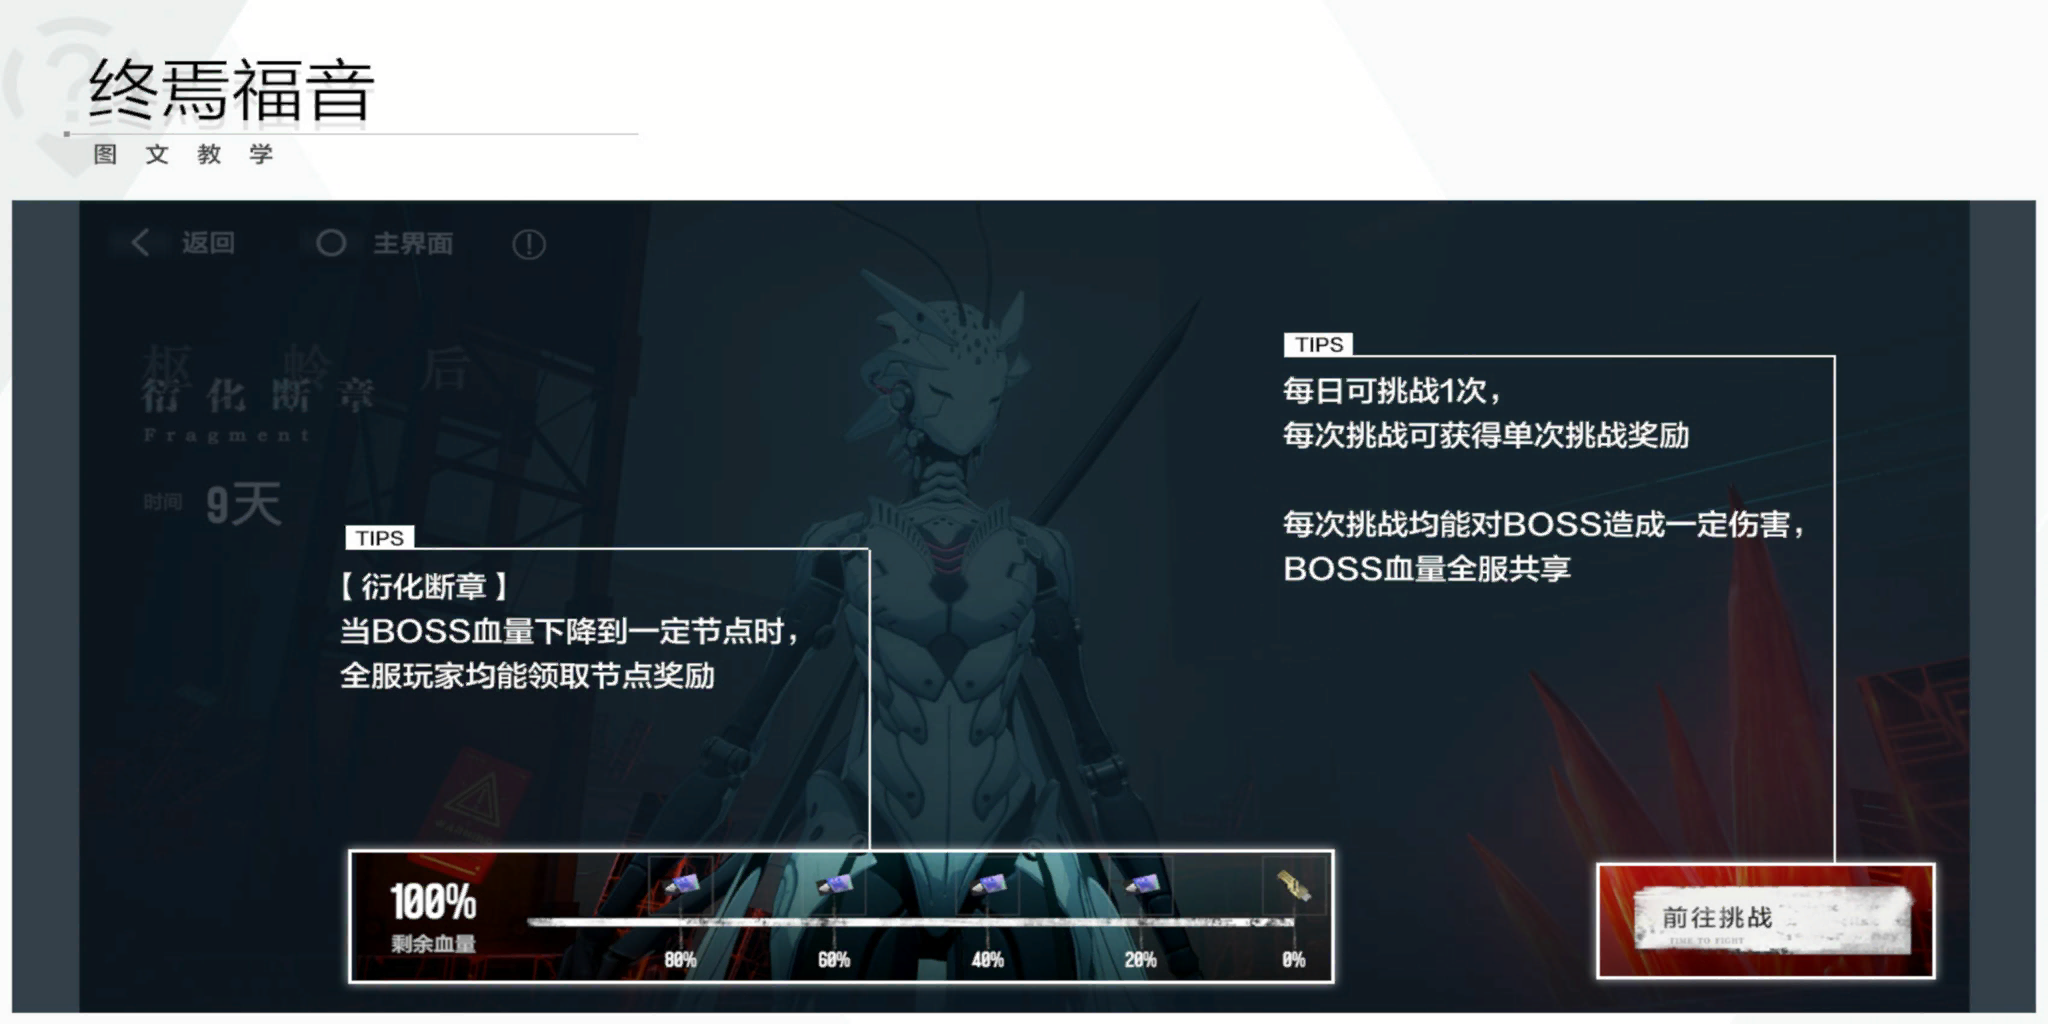 终焉福音
图文教学
返回
主界面
枢 龄 后
衍化断章
Fragment
时间 9天
TIPS
每日可挑战1次，
每次挑战可获得单次挑战奖励
每次挑战均能对BOSS造成一定伤害，
BOSS血量全服共享
TIPS
【衍化断章】
当BOSS血量下降到一定节点时，
全服玩家均能领取节点奖励
100%
剩余血量
80% 60% 40% 20% 0%
前往挑战
TIME TO FIGHT